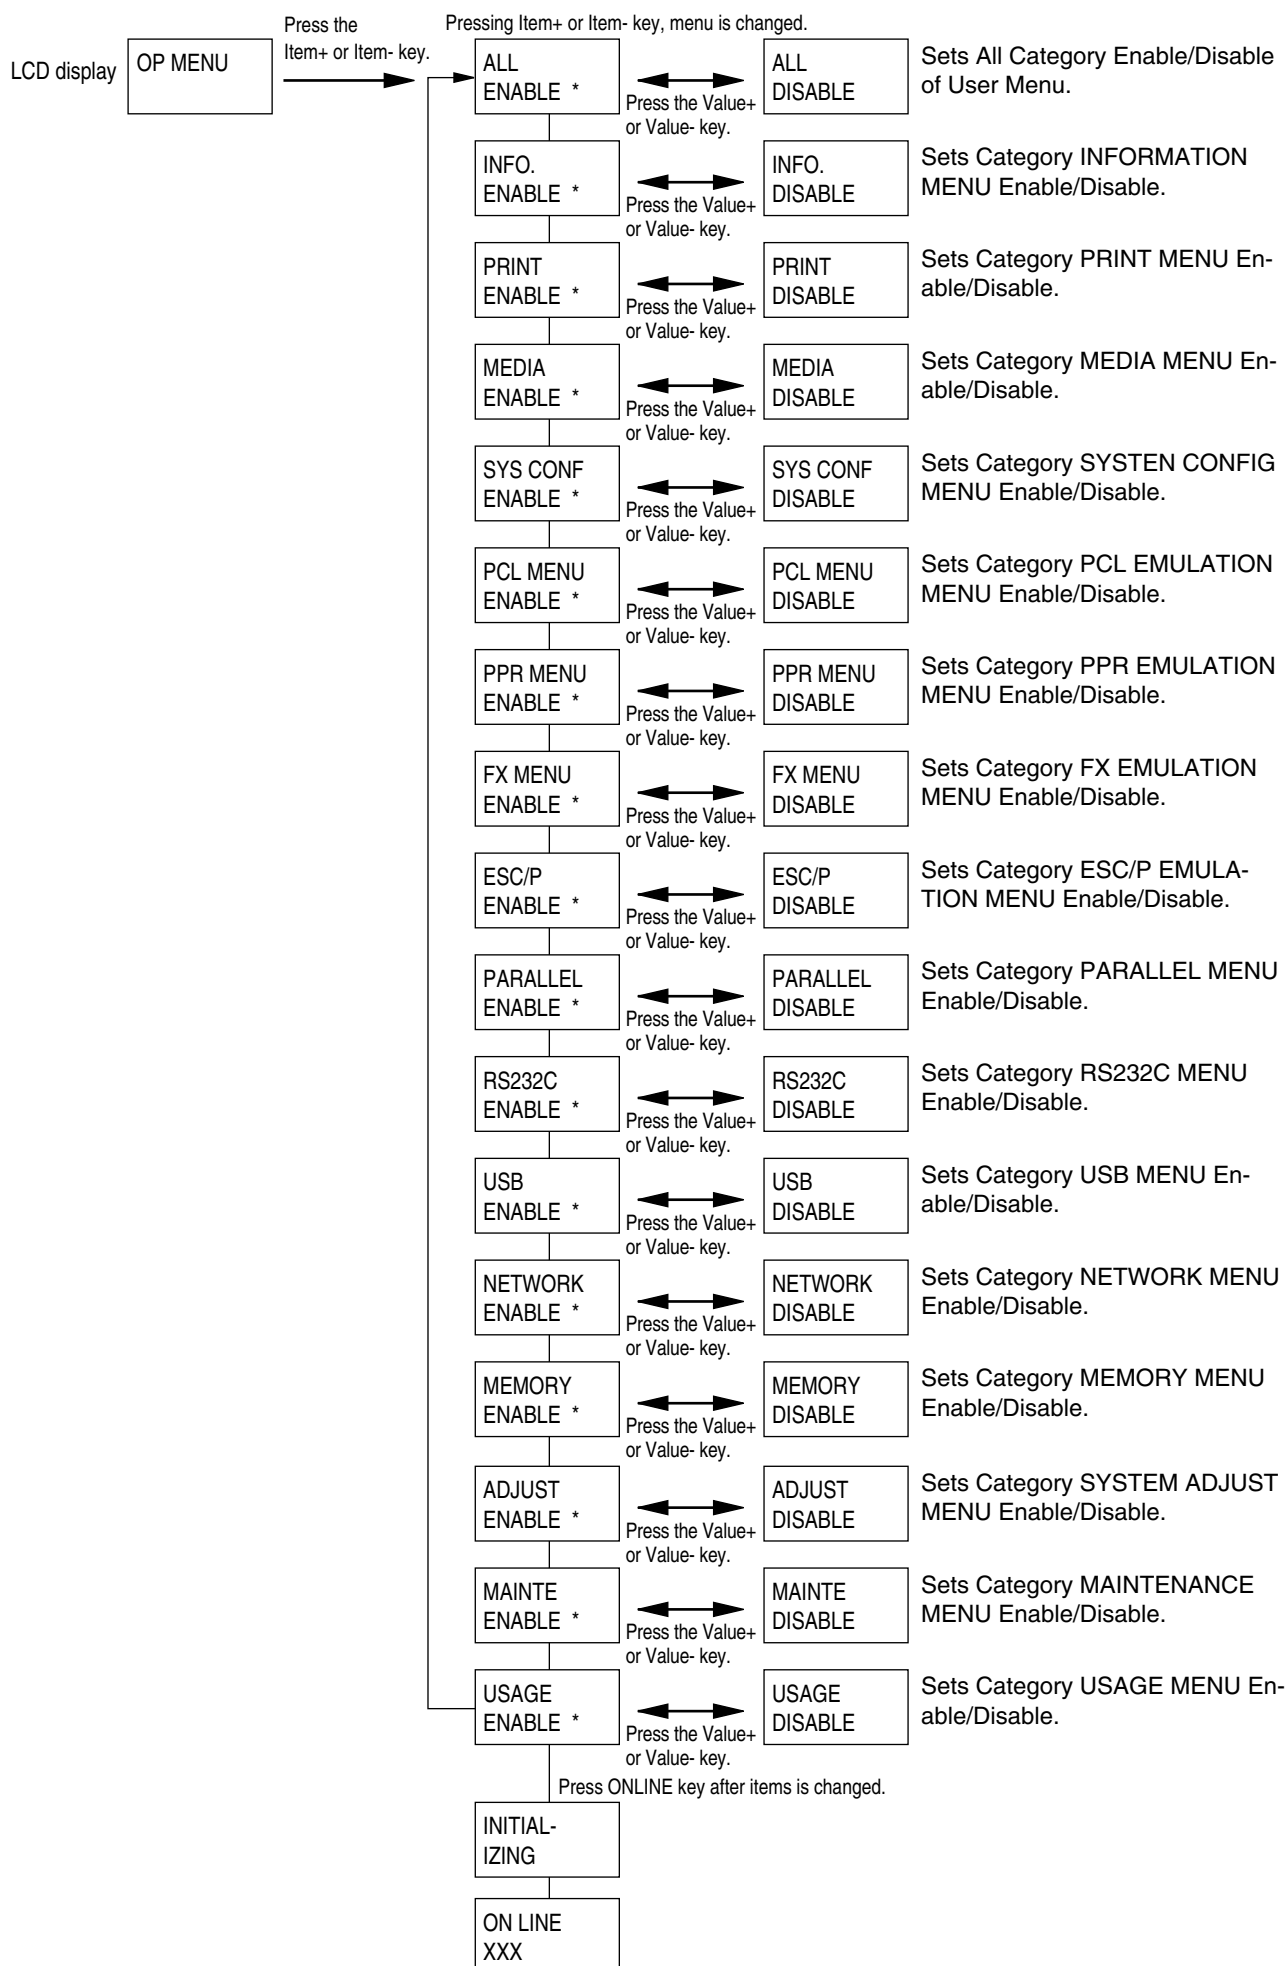 Press the
Item+ or Item- key.
Pressing Item+ or Item- key, menu is changed.
LCD display
OP MENU
ALL
ENABLE *
Press the Value+
or Value- key.
ALL
DISABLE
Sets All Category Enable/Disable
of User Menu.
INFO.
ENABLE *
Press the Value+
or Value- key.
INFO.
DISABLE
Sets Category INFORMATION
MENU Enable/Disable.
PRINT
ENABLE *
Press the Value+
or Value- key.
PRINT
DISABLE
Sets Category PRINT MENU En-
able/Disable.
MEDIA
ENABLE *
Press the Value+
or Value- key.
MEDIA
DISABLE
Sets Category MEDIA MENU En-
able/Disable.
SYS CONF
ENABLE *
Press the Value+
or Value- key.
SYS CONF
DISABLE
Sets Category SYSTEN CONFIG
MENU Enable/Disable.
PCL MENU
ENABLE *
Press the Value+
or Value- key.
PCL MENU
DISABLE
Sets Category PCL EMULATION
MENU Enable/Disable.
PPR MENU
ENABLE *
Press the Value+
or Value- key.
PPR MENU
DISABLE
Sets Category PPR EMULATION
MENU Enable/Disable.
FX MENU
ENABLE *
Press the Value+
or Value- key.
FX MENU
DISABLE
Sets Category FX EMULATION
MENU Enable/Disable.
ESC/P
ENABLE *
Press the Value+
or Value- key.
ESC/P
DISABLE
Sets Category ESC/P EMULA-
TION MENU Enable/Disable.
PARALLEL
ENABLE *
Press the Value+
or Value- key.
PARALLEL
DISABLE
Sets Category PARALLEL MENU
Enable/Disable.
RS232C
ENABLE *
Press the Value+
or Value- key.
RS232C
DISABLE
Sets Category RS232C MENU
Enable/Disable.
USB
ENABLE *
Press the Value+
or Value- key.
USB
DISABLE
Sets Category USB MENU En-
able/Disable.
NETWORK
ENABLE *
Press the Value+
or Value- key.
NETWORK
DISABLE
Sets Category NETWORK MENU
Enable/Disable.
MEMORY
ENABLE *
Press the Value+
or Value- key.
MEMORY
DISABLE
Sets Category MEMORY MENU
Enable/Disable.
ADJUST
ENABLE *
Press the Value+
or Value- key.
ADJUST
DISABLE
Sets Category SYSTEM ADJUST
MENU Enable/Disable.
MAINTE
ENABLE *
Press the Value+
or Value- key.
MAINTE
DISABLE
Sets Category MAINTENANCE
MENU Enable/Disable.
USAGE
ENABLE *
Press the Value+
or Value- key.
USAGE
DISABLE
Sets Category USAGE MENU En-
able/Disable.
Press ONLINE key after items is changed.
INITIAL-
IZING
ON LINE
XXX